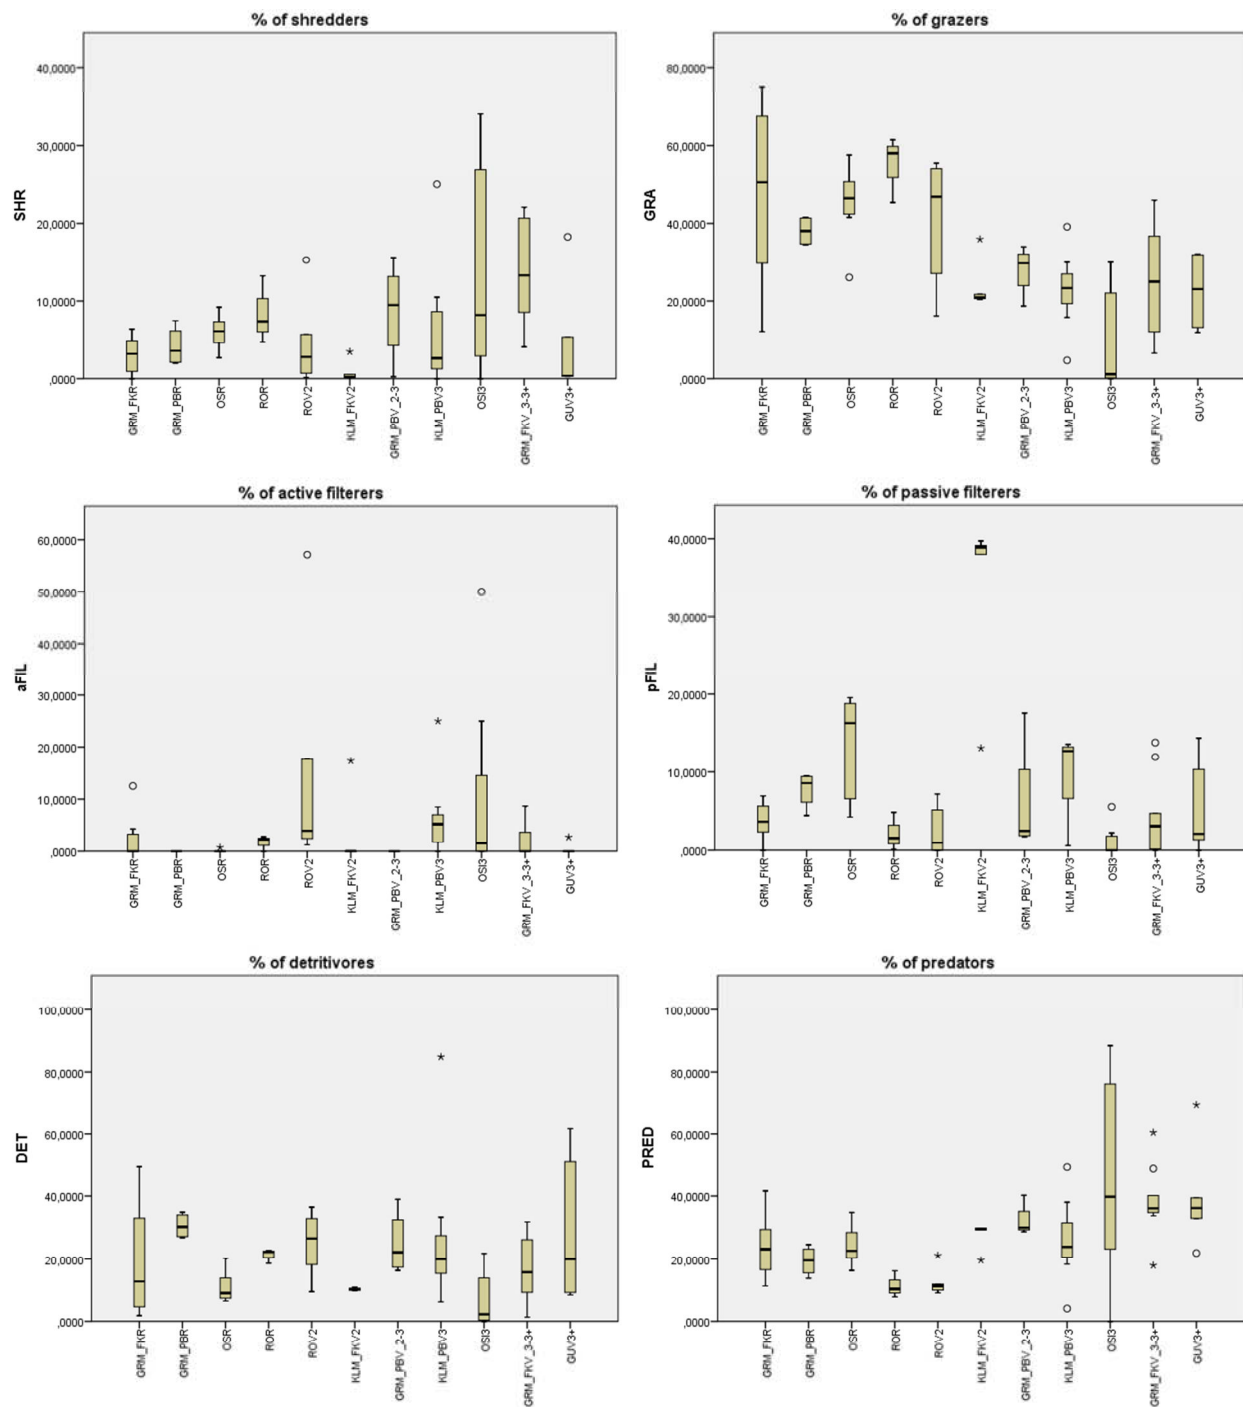 % of shredders
SHR
40,0000
30,0000
20,0000
10,0000
,0000
GRM_FKR
GRM_PBR
OSR
ROR
ROV2
KLM_FKV2
GRM_PBV_2-3
KLM_PBV3
OSI3
GRM_FKV_3-3+
GUV3+
% of grazers
GRA
80,0000
60,0000
40,0000
20,0000
,0000
GRM_FKR
GRM_PBR
OSR
ROR
ROV2
KLM_FKV2
GRM_PBV_2-3
KLM_PBV3
OSI3
GRM_FKV_3-3+
GUV3+
% of active filterers
aFIL
60,0000
50,0000
40,0000
30,0000
20,0000
10,0000
,0000
GRM_FKR
GRM_PBR
OSR
ROR
ROV2
KLM_FKV2
GRM_PBV_2-3
KLM_PBV3
OSI3
GRM_FKV_3-3+
GUV3+
% of passive filterers
pFIL
40,0000
30,0000
20,0000
10,0000
,0000
GRM_FKR
GRM_PBR
OSR
ROR
ROV2
KLM_FKV2
GRM_PBV_2-3
KLM_PBV3
OSI3
GRM_FKV_3-3+
GUV3+
% of detritivores
DET
100,0000
80,0000
60,0000
40,0000
20,0000
,0000
GRM_FKR
GRM_PBR
OSR
ROR
ROV2
KLM_FKV2
GRM_PBV_2-3
KLM_PBV3
OSI3
GRM_FKV_3-3+
GUV3+
% of predators
PRED
100,0000
80,0000
60,0000
40,0000
20,0000
,0000
GRM_FKR
GRM_PBR
OSR
ROR
ROV2
KLM_FKV2
GRM_PBV_2-3
KLM_PBV3
OSI3
GRM_FKV_3-3+
GUV3+